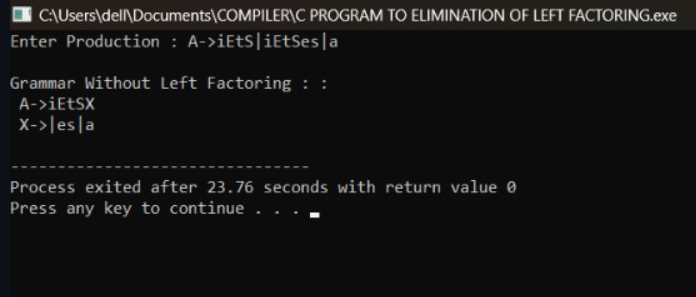 C:\Users\dell\Documents\COMPILER\C PROGRAM TO ELIMINATION OF LEFT FACTORING.exe
Enter Production : A->iEtS|iEtSes|a
Grammar Without Left Factoring : :
A->iEtSX
X->|es|a
--------------------------------
Process exited after 23.76 seconds with return value 0
Press any key to continue . . .